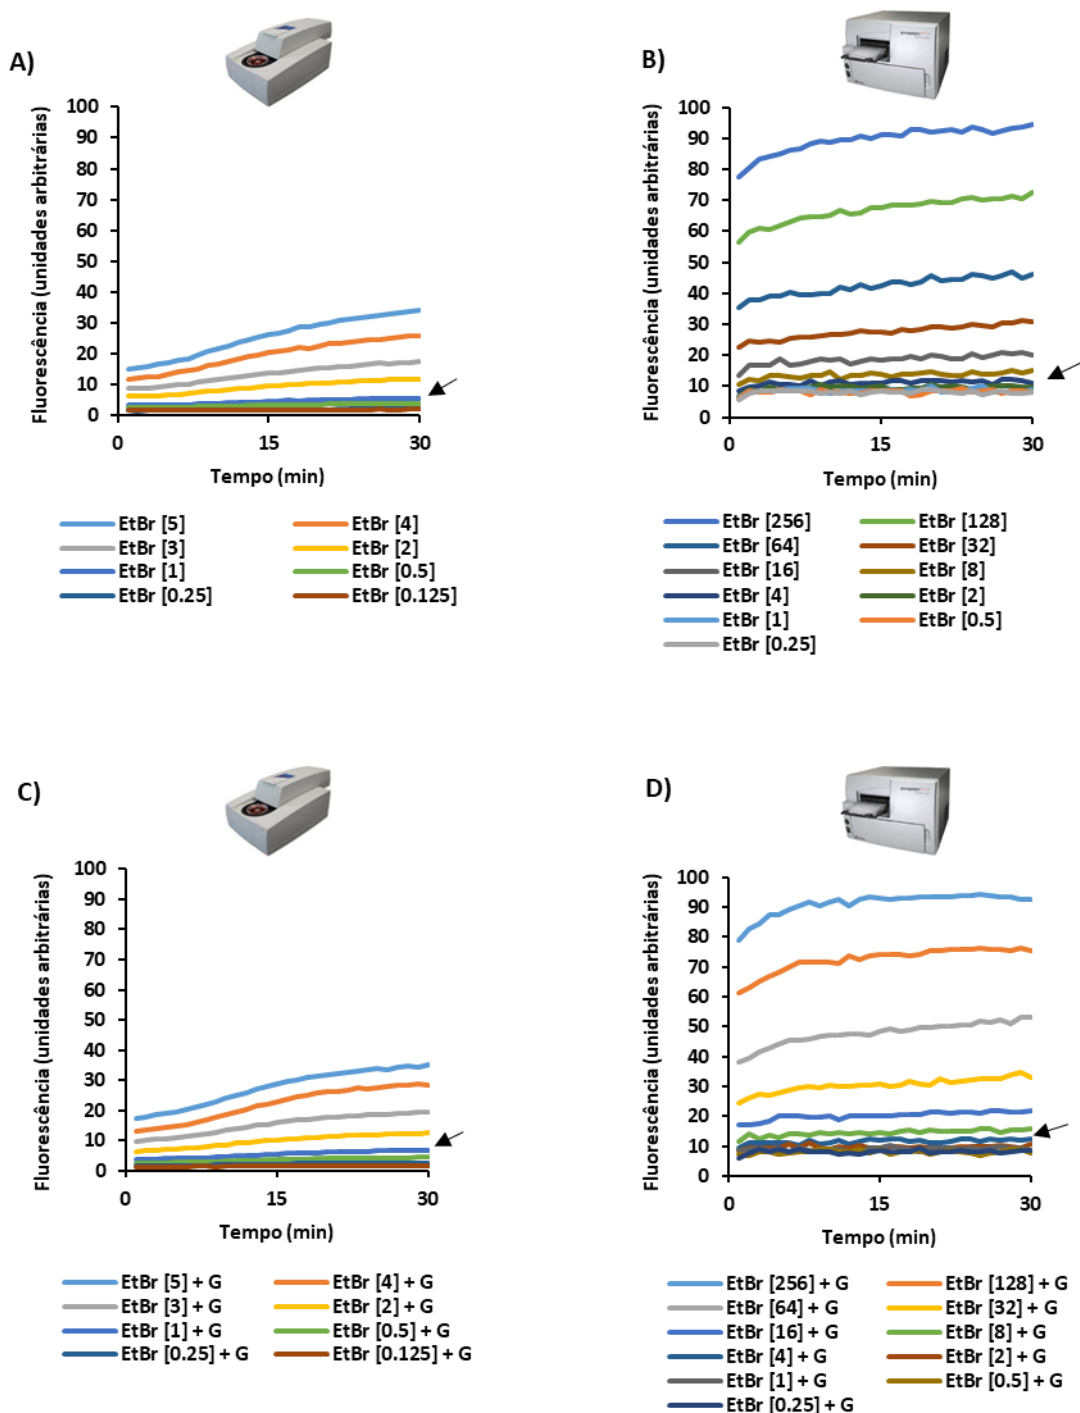 A)
B)
Fluorescência (unidades arbitrárias)
100
90
80
70
60
50
40
30
20
10
0
0 15 30
Tempo (min)
EtBr [5] EtBr [4]
EtBr [3] EtBr [2]
EtBr [1] EtBr [0.5]
EtBr [0.25] EtBr [0.125]
Fluorescência (unidades arbitrárias)
100
90
80
70
60
50
40
30
20
10
0
0 15 30
Tempo (min)
EtBr [256] EtBr [128]
EtBr [64] EtBr [32]
EtBr [16] EtBr [8]
EtBr [4] EtBr [2]
EtBr [1] EtBr [0.5]
EtBr [0.25]
C)
D)
Fluorescência (unidades arbitrárias)
100
90
80
70
60
50
40
30
20
10
0
0 15 30
Tempo (min)
EtBr [5] + G EtBr [4] + G
EtBr [3] + G EtBr [2] + G
EtBr [1] + G EtBr [0.5] + G
EtBr [0.25] + G EtBr [0.125] + G
Fluorescência (unidades arbitrárias)
100
90
80
70
60
50
40
30
20
10
0
0 15 30
Tempo (min)
EtBr [256] + G EtBr [128] + G
EtBr [64] + G EtBr [32] + G
EtBr [16] + G EtBr [8] + G
EtBr [4] + G EtBr [2] + G
EtBr [1] + G EtBr [0.5] + G
EtBr [0.25] + G